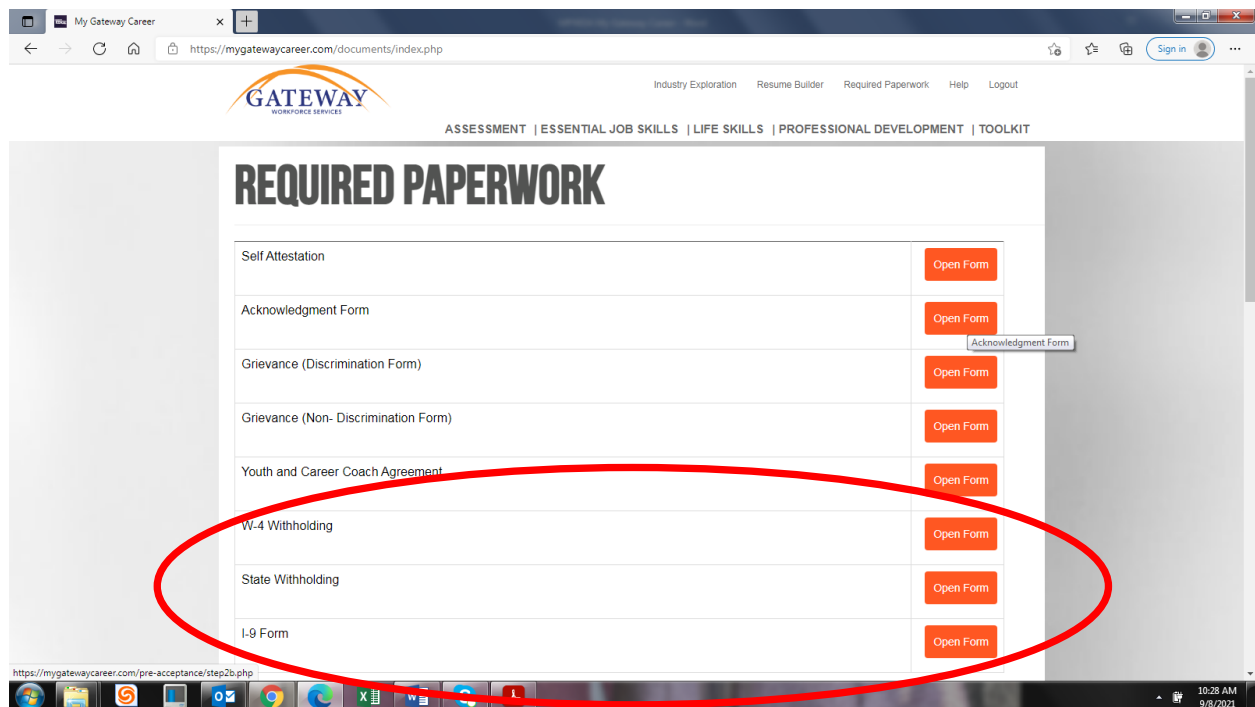 My Gateway Career
https://mygatewaycareer.com/documents/index.php
Sign in
GATEWAY
WORKFORCE SERVICES
Industry Exploration Resume Builder Required Paperwork Help Logout
ASSESSMENT | ESSENTIAL JOB SKILLS | LIFE SKILLS | PROFESSIONAL DEVELOPMENT | TOOLKIT
REQUIRED PAPERWORK
Self Attestation
Open Form
Acknowledgment Form
Open Form
Acknowledgment Form
Grievance (Discrimination Form)
Open Form
Grievance (Non- Discrimination Form)
Open Form
Youth and Career Coach Agreement
Open Form
W-4 Withholding
Open Form
State Withholding
Open Form
I-9 Form
Open Form
https://mygatewaycareer.com/pre-acceptance/step2b.php
10:28 AM
9/8/2021